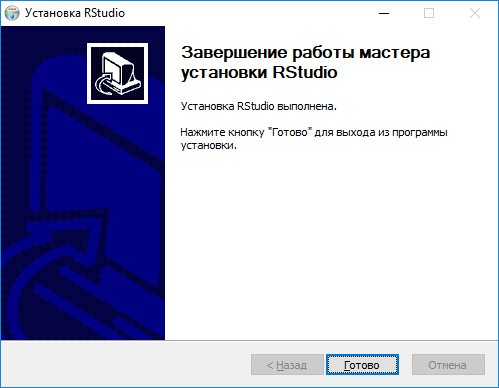 Установка RStudio
Завершение работы мастера
установки RStudio
Установка RStudio выполнена.
Нажмите кнопку "Готово" для выхода из программы
установки.
< Назад
Готово
Отмена